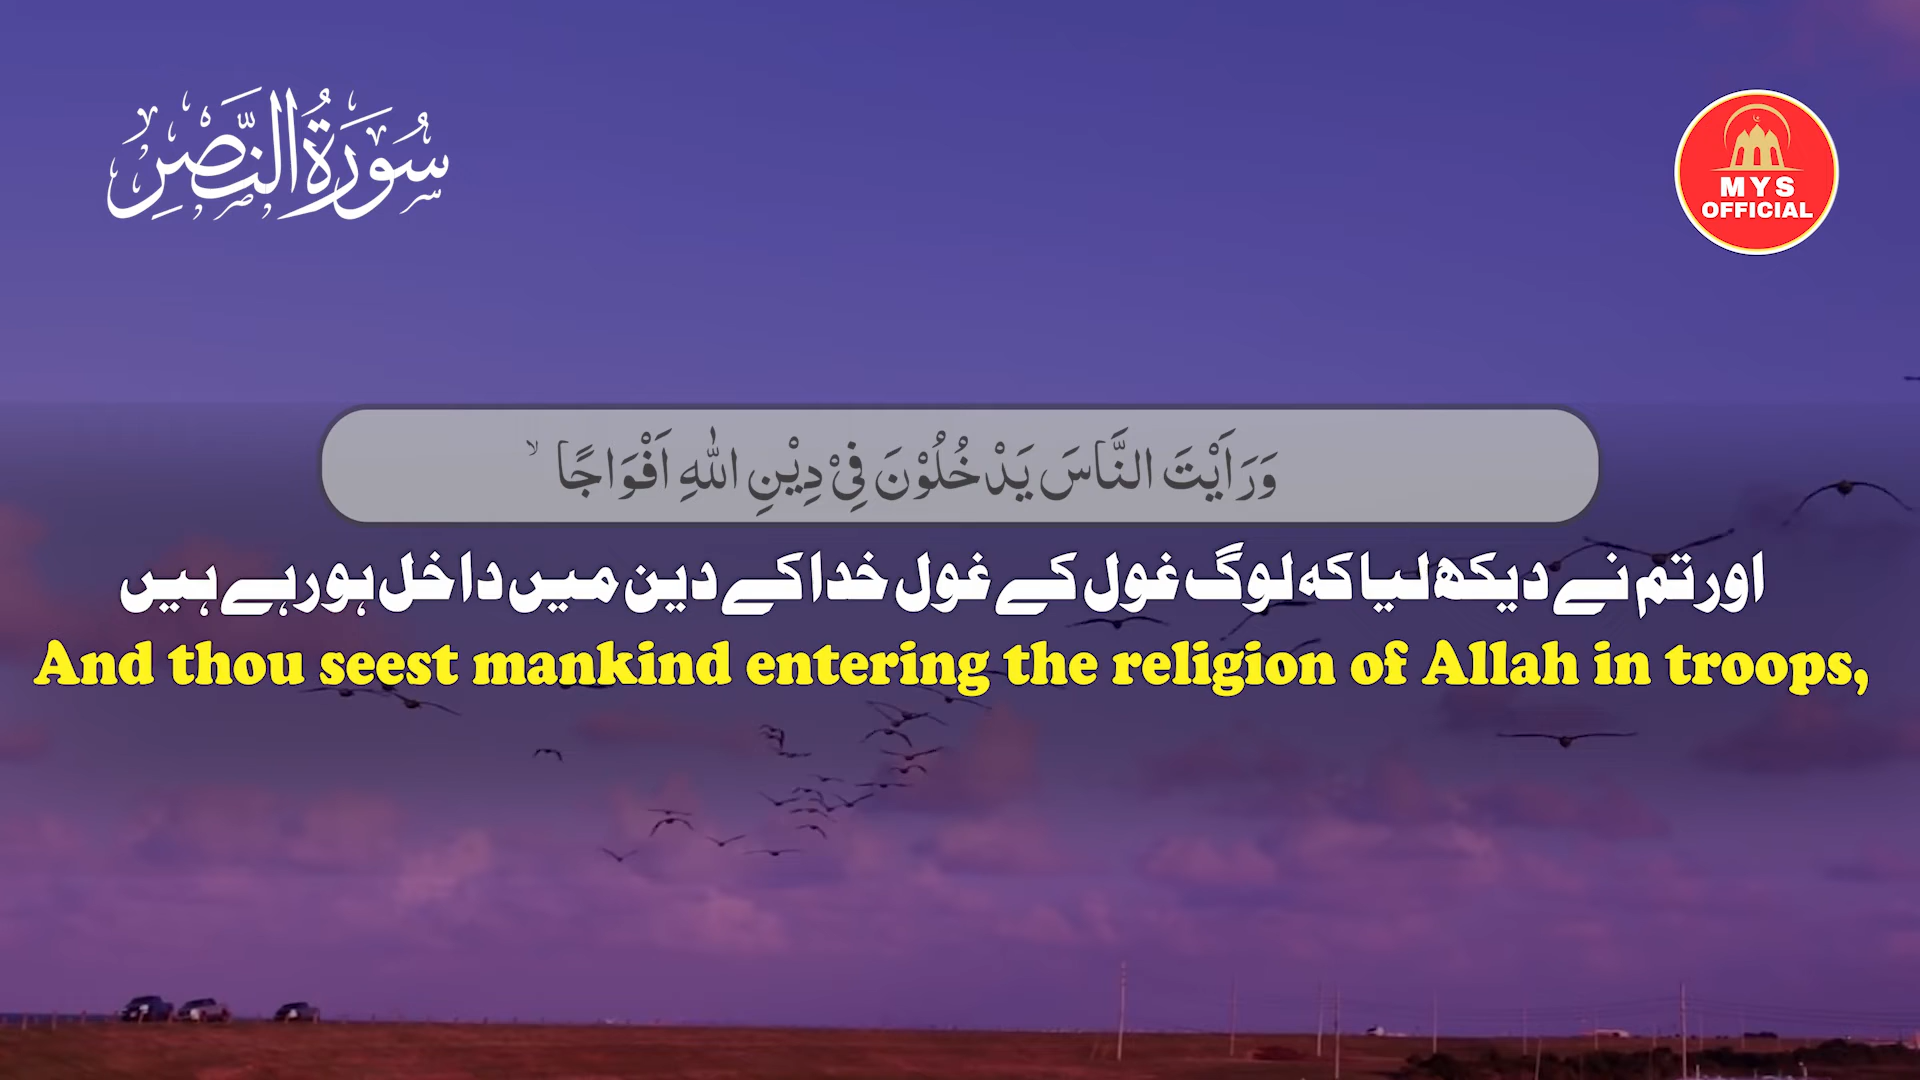 سُوْرَةُ النَّصْرِ
MYS
OFFICIAL
وَرَاَيْتَ النَّاسَ يَدْخُلُوْنَ فِىْ دِيْنِ اللّٰهِ اَفْوَاجًا ۙ
اور تم نے دیکھ لیا کہ لوگ غول کے غول خدا کے دین میں داخل ہو رہے ہیں
And thou seest mankind entering the religion of Allah in troops,